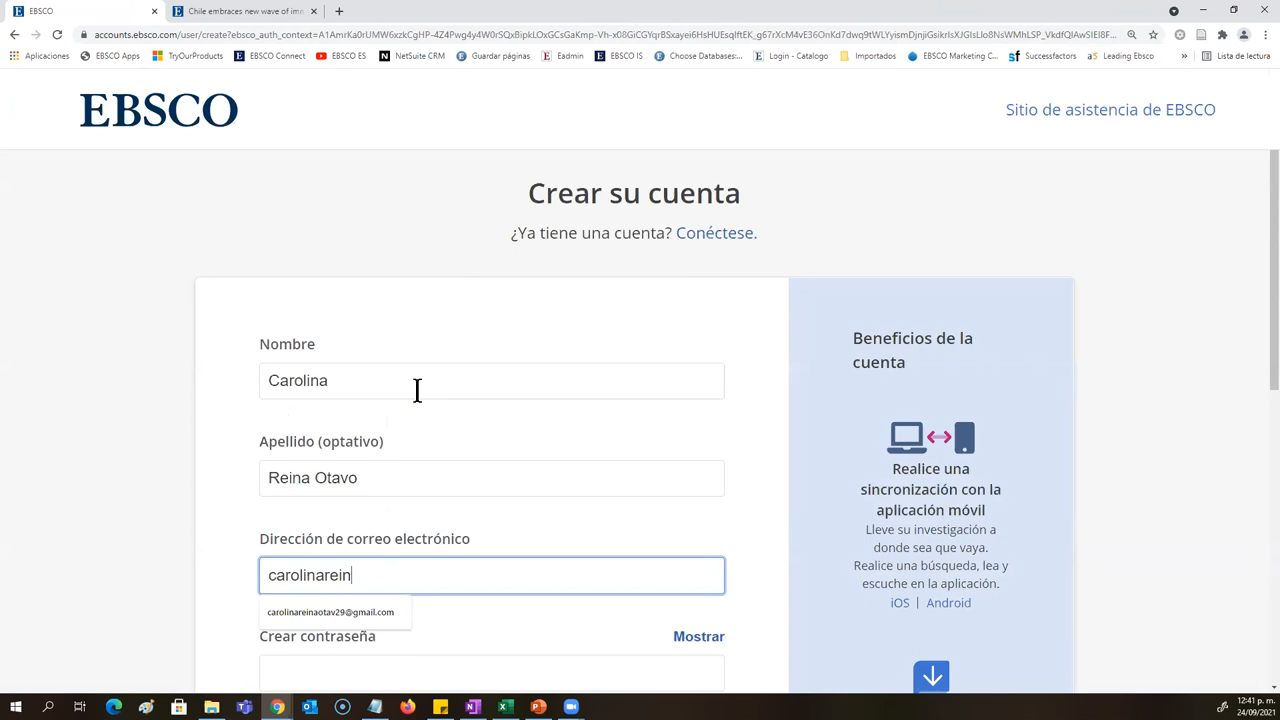 EBSCO
Chile embraces new wave of imm
accounts.ebsco.com/user/create?ebsco_auth_context=
Aplicaciones
EBSCO Apps
TryOurProducts
EBSCO Connect
EBSCO ES
NetSuite CRM
Guardar páginas
Eadmin
EBSCO IS
Choose Databases:...
Login - Catalogo
Importados
EBSCO Marketing C...
Successfactors
Leading Ebsco
»
Lista de lectura
EBSCO
Sitio de asistencia de EBSCO
Crear su cuenta
¿Ya tiene una cuenta? Conéctese.
Nombre
Carolina
Apellido (optativo)
Reina Otavo
Dirección de correo electrónico
carolinarein
carolinareinaotav29@gmail.com
Crear contraseña
Mostrar
Beneficios de la
cuenta
Realice una
sincronización con la
aplicación móvil
Lleve su investigación a
donde sea que vaya.
Realice una búsqueda, lea y
escuche en la aplicación.
iOS | Android
12:41 p. m.
24/09/2021